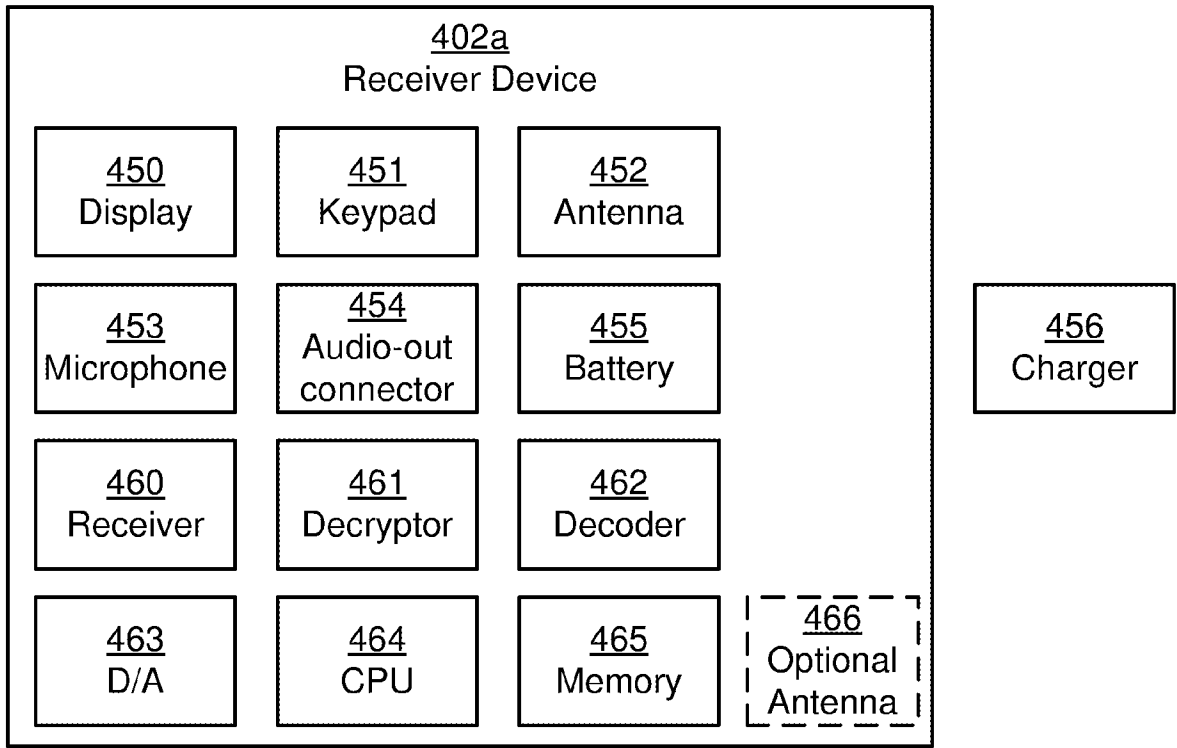 402a
Receiver Device
450
Display
451
Keypad
452
Antenna
453
Microphone
454
Audio-out
connector
455
Battery
456
Charger
460
Receiver
461
Decryptor
462
Decoder
463
D/A
464
CPU
465
Memory
466
Optional
Antenna